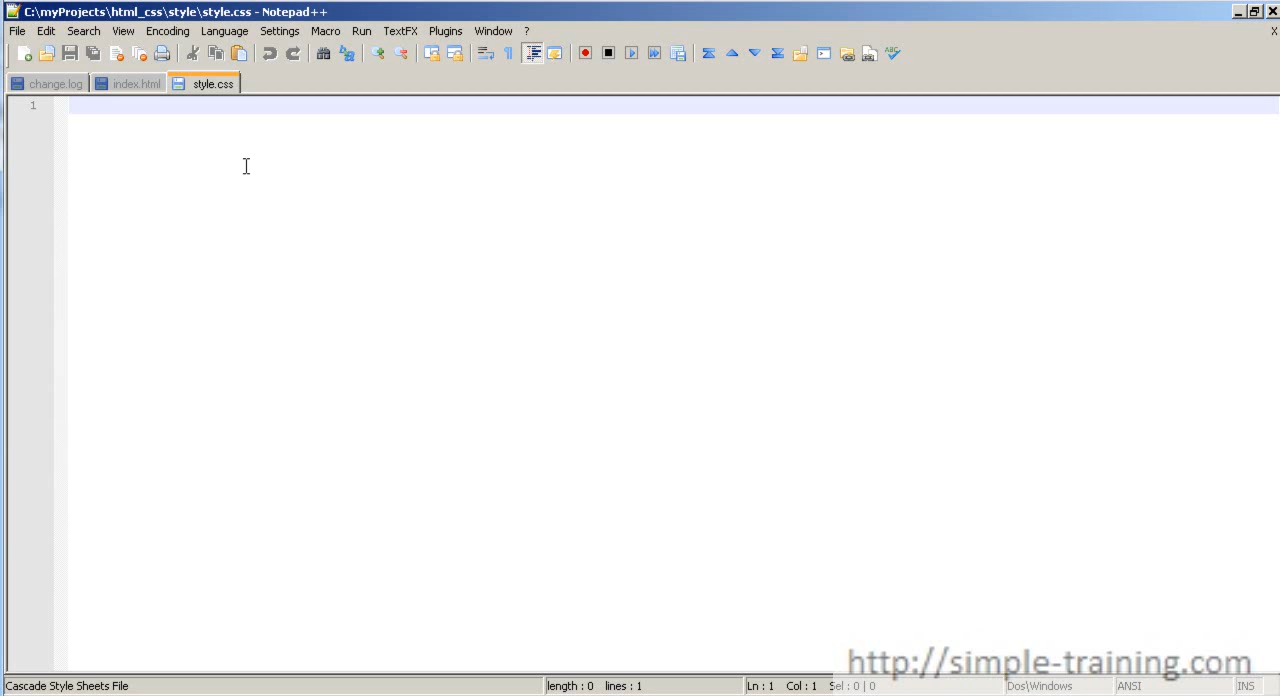 C:\myProjects\html_css\style\style.css - Notepad++
File Edit Search View Encoding Language Settings Macro Run TextFX Plugins Window ? X
change.log index.html style.css
1
http://simple-training.com
Cascade Style Sheets File length : 0 lines : 1 Ln : 1 Col : 1 Sel : 0 | 0 Dos\Windows ANSI INS